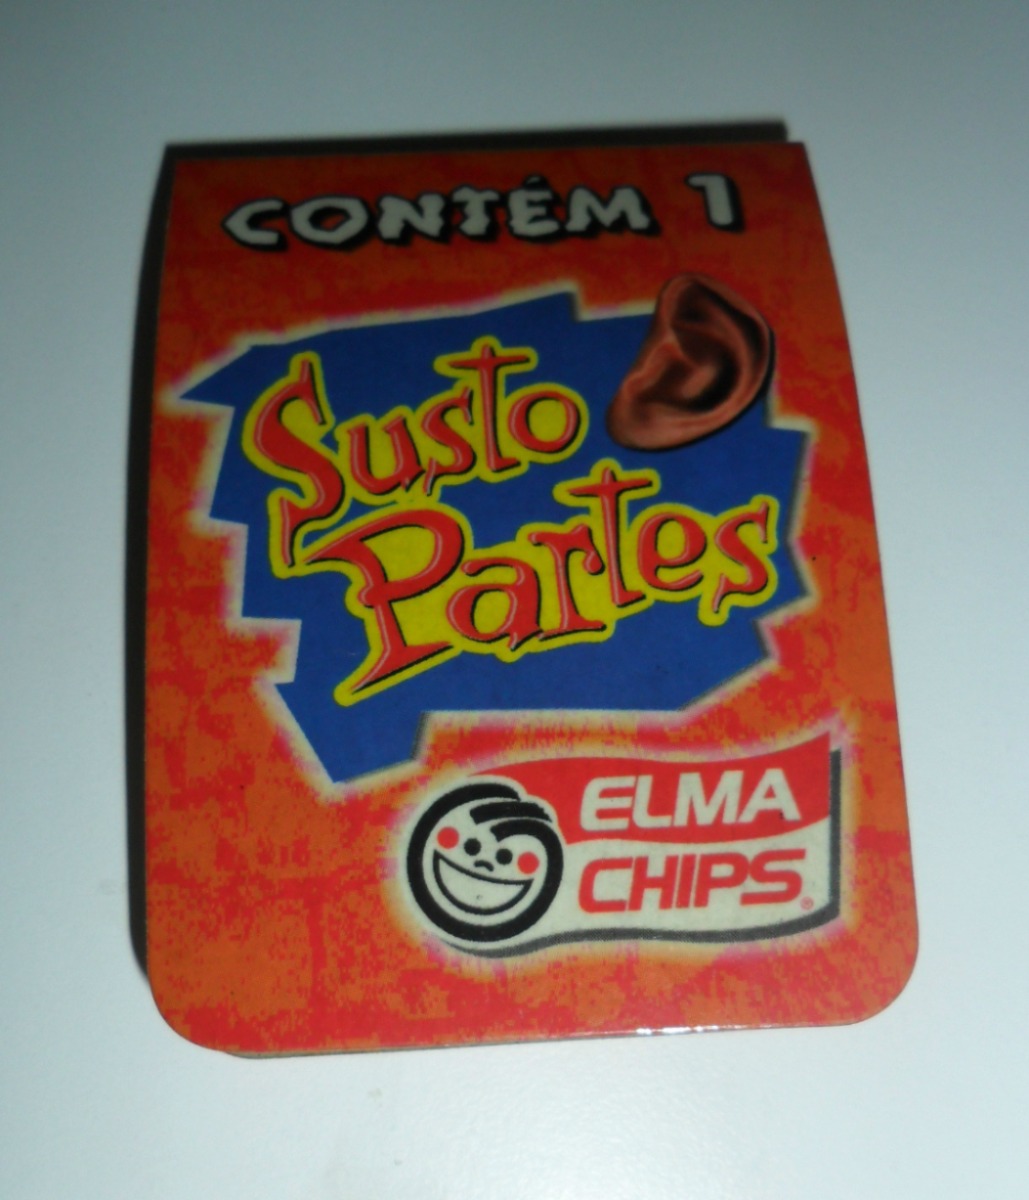 CONTÉM 1
Susto
Partes
ELMA
CHIPS®